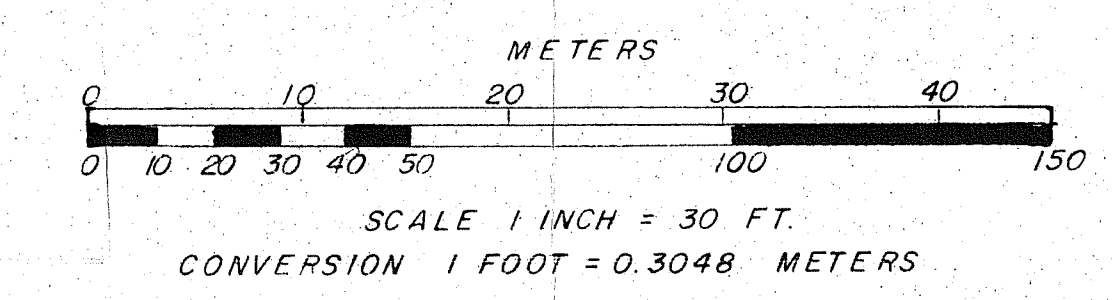 METERS
0 10 20 30 40
0 10 20 30 40 50 100 150
SCALE 1 INCH = 30 FT.
CONVERSION 1 FOOT = 0.3048 METERS